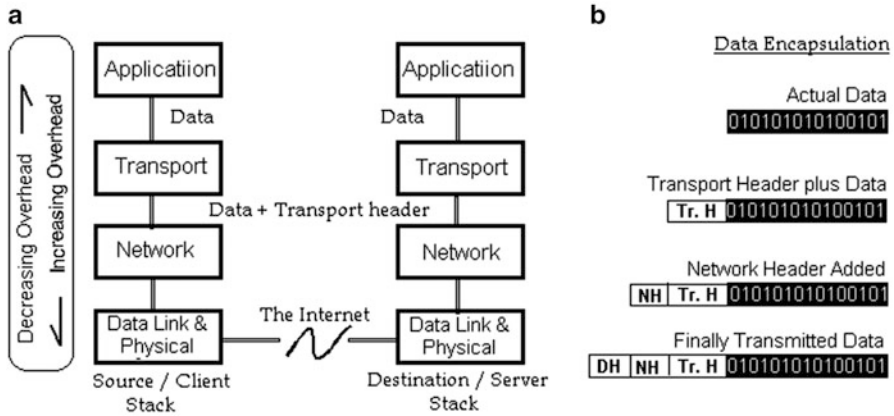 a
Decreasing Overhead
Increasing Overhead
Applicatiion
Applicatiion
Data
Data
Transport
Transport
Data + Transport header
Network
Network
The Internet
Data Link &
Physical
Data Link &
Physical
Source / Client
Stack
Destination / Server
Stack
b
Data Encapsulation
Actual Data
010101010100101
Transport Header plus Data
Tr. H 010101010100101
Network Header Added
NH Tr. H 010101010100101
Finally Transmitted Data
DH NH Tr. H 010101010100101